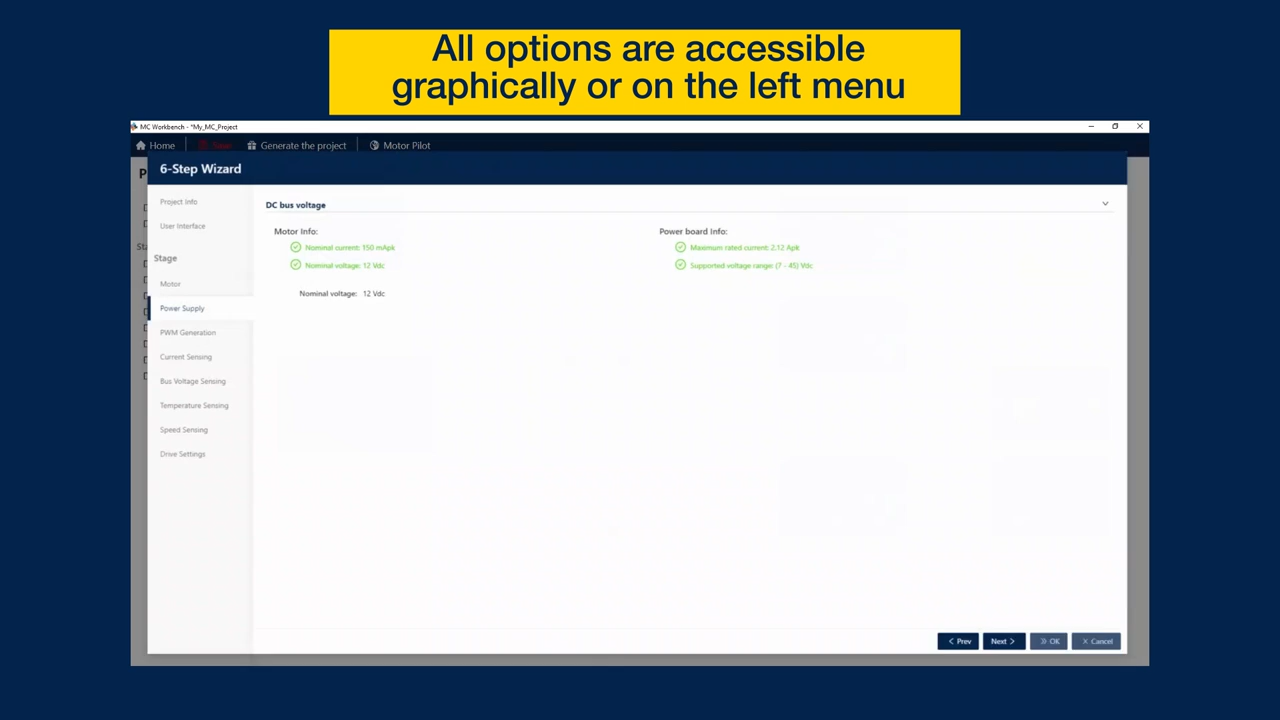 All options are accessible
graphically or on the left menu
MC Workbench - *My_MC_Project
Home
Save
Generate the project
Motor Pilot
P
6-Step Wizard
Project Info
User Interface
Sta
Stage
Motor
Power Supply
PWM Generation
Current Sensing
Bus Voltage Sensing
Temperature Sensing
Speed Sensing
Drive Settings
DC bus voltage
Motor Info:
Nominal current: 150 mApk
Nominal voltage: 12 Vdc
Nominal voltage: 12 Vdc
Power board Info:
Maximum rated current: 2.12 Apk
Supported voltage range: (7 - 45) Vdc
< Prev
Next >
OK
Cancel